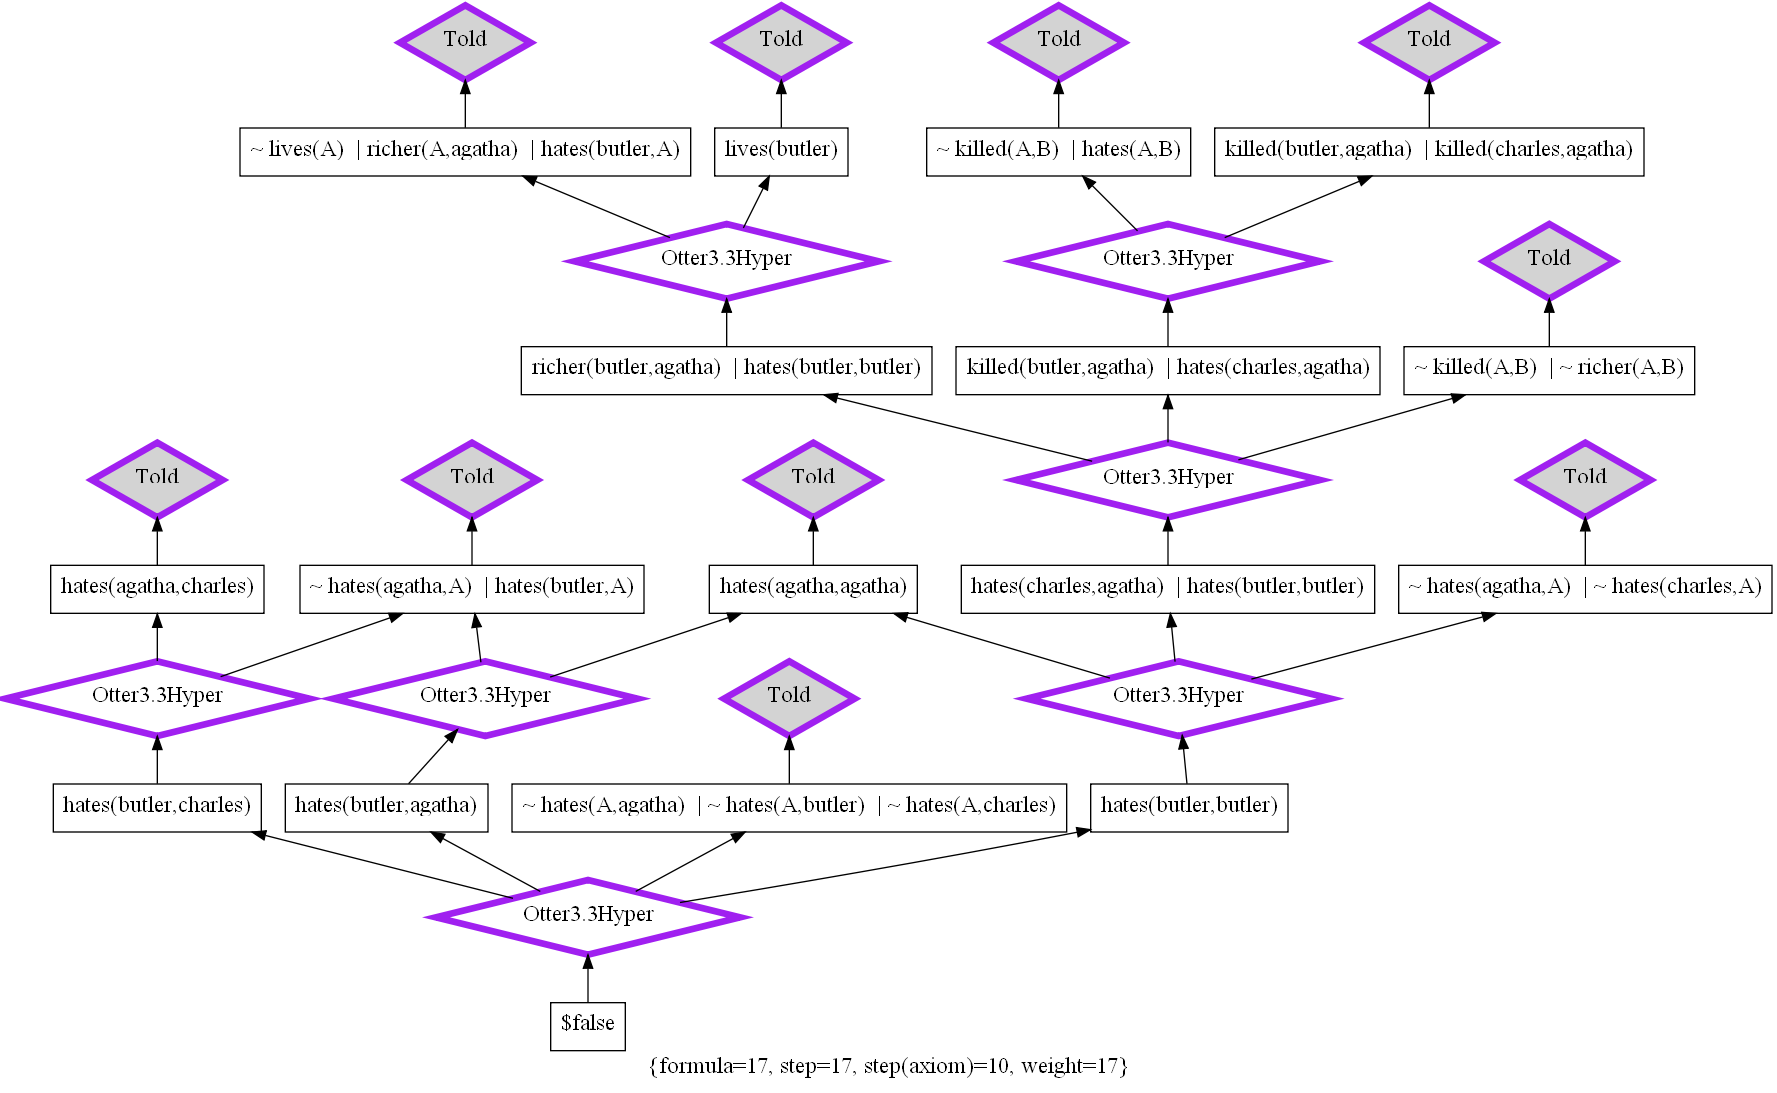 Told
Told
Told
Told
~ lives(A) | richer(A,agatha) | hates(butler,A)
lives(butler)
~ killed(A,B) | hates(A,B)
killed(butler,agatha) | killed(charles,agatha)
Otter3.3Hyper
Otter3.3Hyper
Told
richer(butler,agatha) | hates(butler,butler)
killed(butler,agatha) | hates(charles,agatha)
~ killed(A,B) | ~ richer(A,B)
Told
Told
Told
Otter3.3Hyper
Told
hates(agatha,charles)
~ hates(agatha,A) | hates(butler,A)
hates(agatha,agatha)
hates(charles,agatha) | hates(butler,butler)
~ hates(agatha,A) | ~ hates(charles,A)
Otter3.3Hyper
Otter3.3Hyper
Told
Otter3.3Hyper
hates(butler,charles)
hates(butler,agatha)
~ hates(A,agatha) | ~ hates(A,butler) | ~ hates(A,charles)
hates(butler,butler)
Otter3.3Hyper
$false
{formula=17, step=17, step(axiom)=10, weight=17}